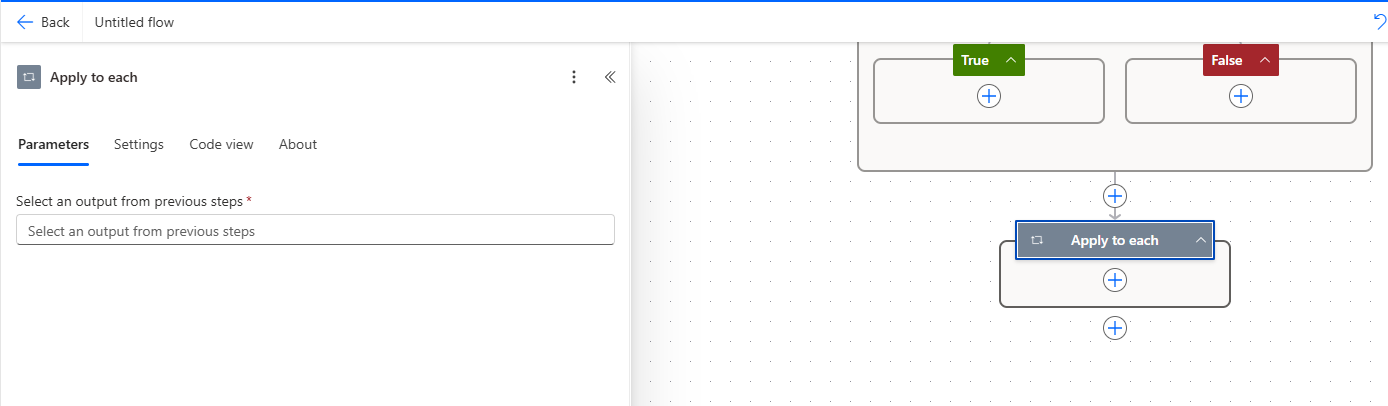 Back Untitled flow
Apply to each
Parameters Settings Code view About
Select an output from previous steps *
Select an output from previous steps
True
False
Apply to each